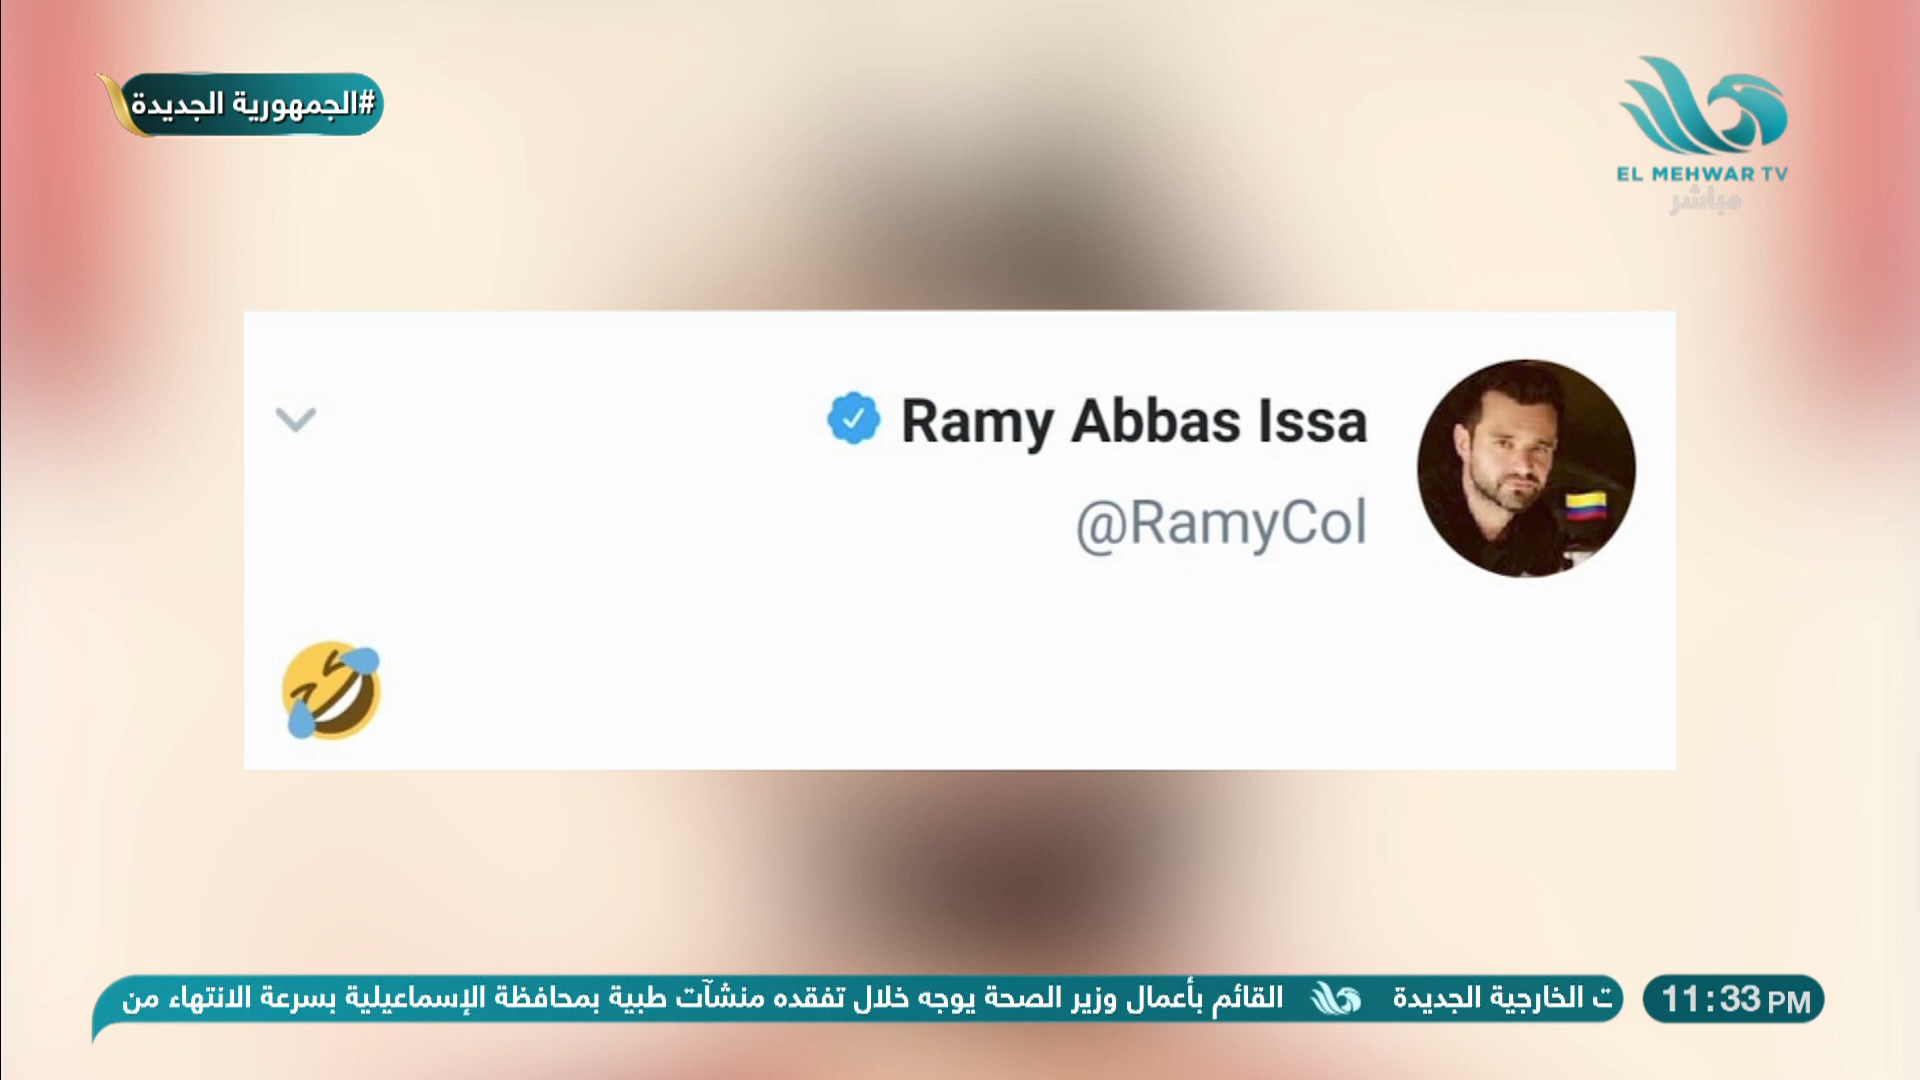 #الجمهورية الجديدة
EL MEHWAR TV
مباشر
Ramy Abbas Issa
@RamyCol
ت الخارجية الجديدة
القائم بأعمال وزير الصحة يوجه خلال تفقده منشآت طبية بمحافظة الإسماعيلية بسرعة الانتهاء من
11:33 PM